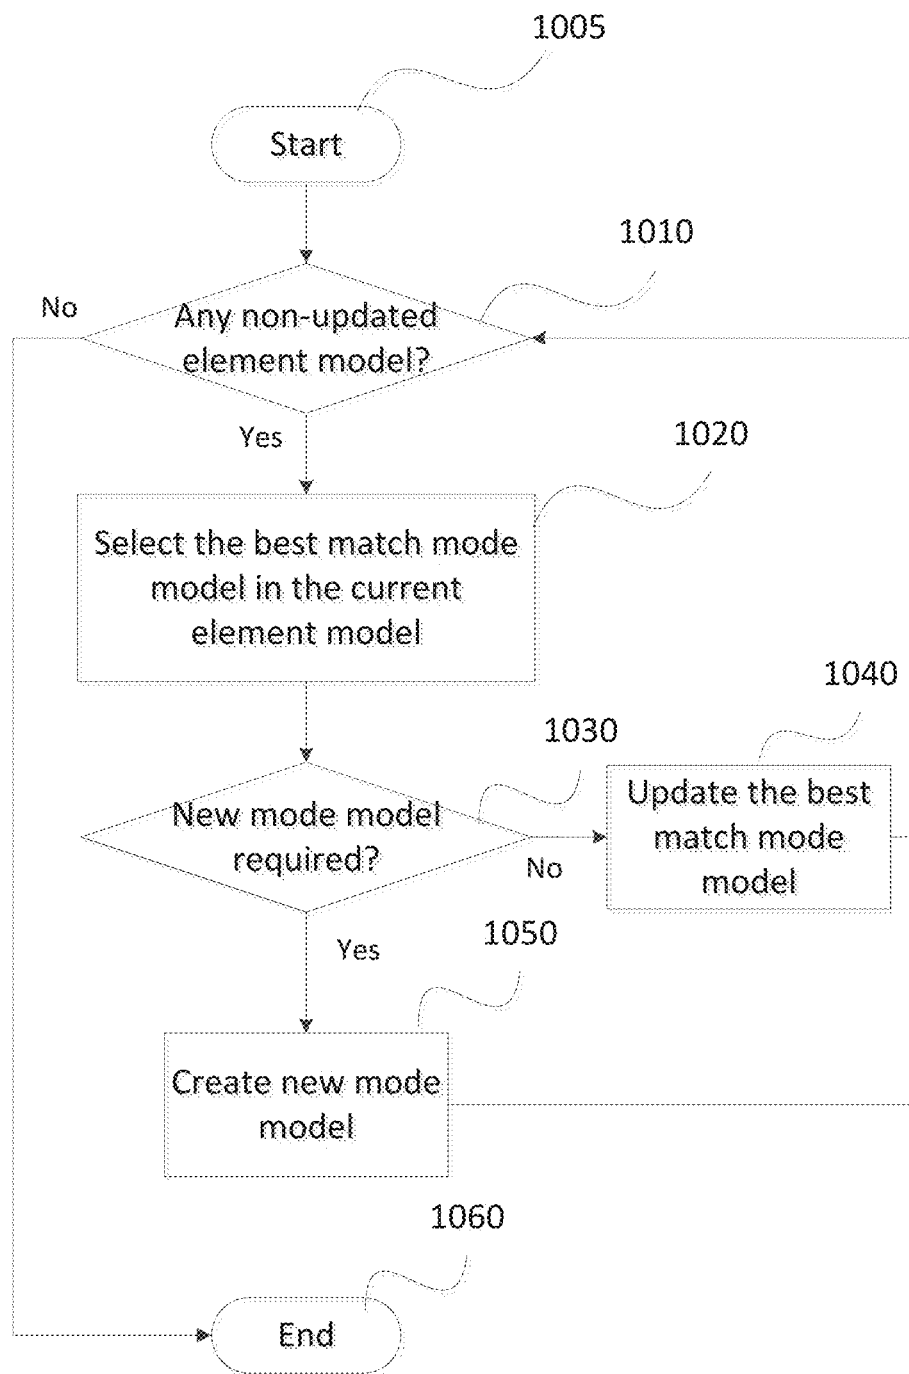 1005
Start
1010
No
Any non-updated
element model?
Yes
1020
Select the best match mode
model in the current
element model
1040
1030
New mode model
required?
Update the best
match mode
model
No
Yes
1050
Create new mode
model
1060
End